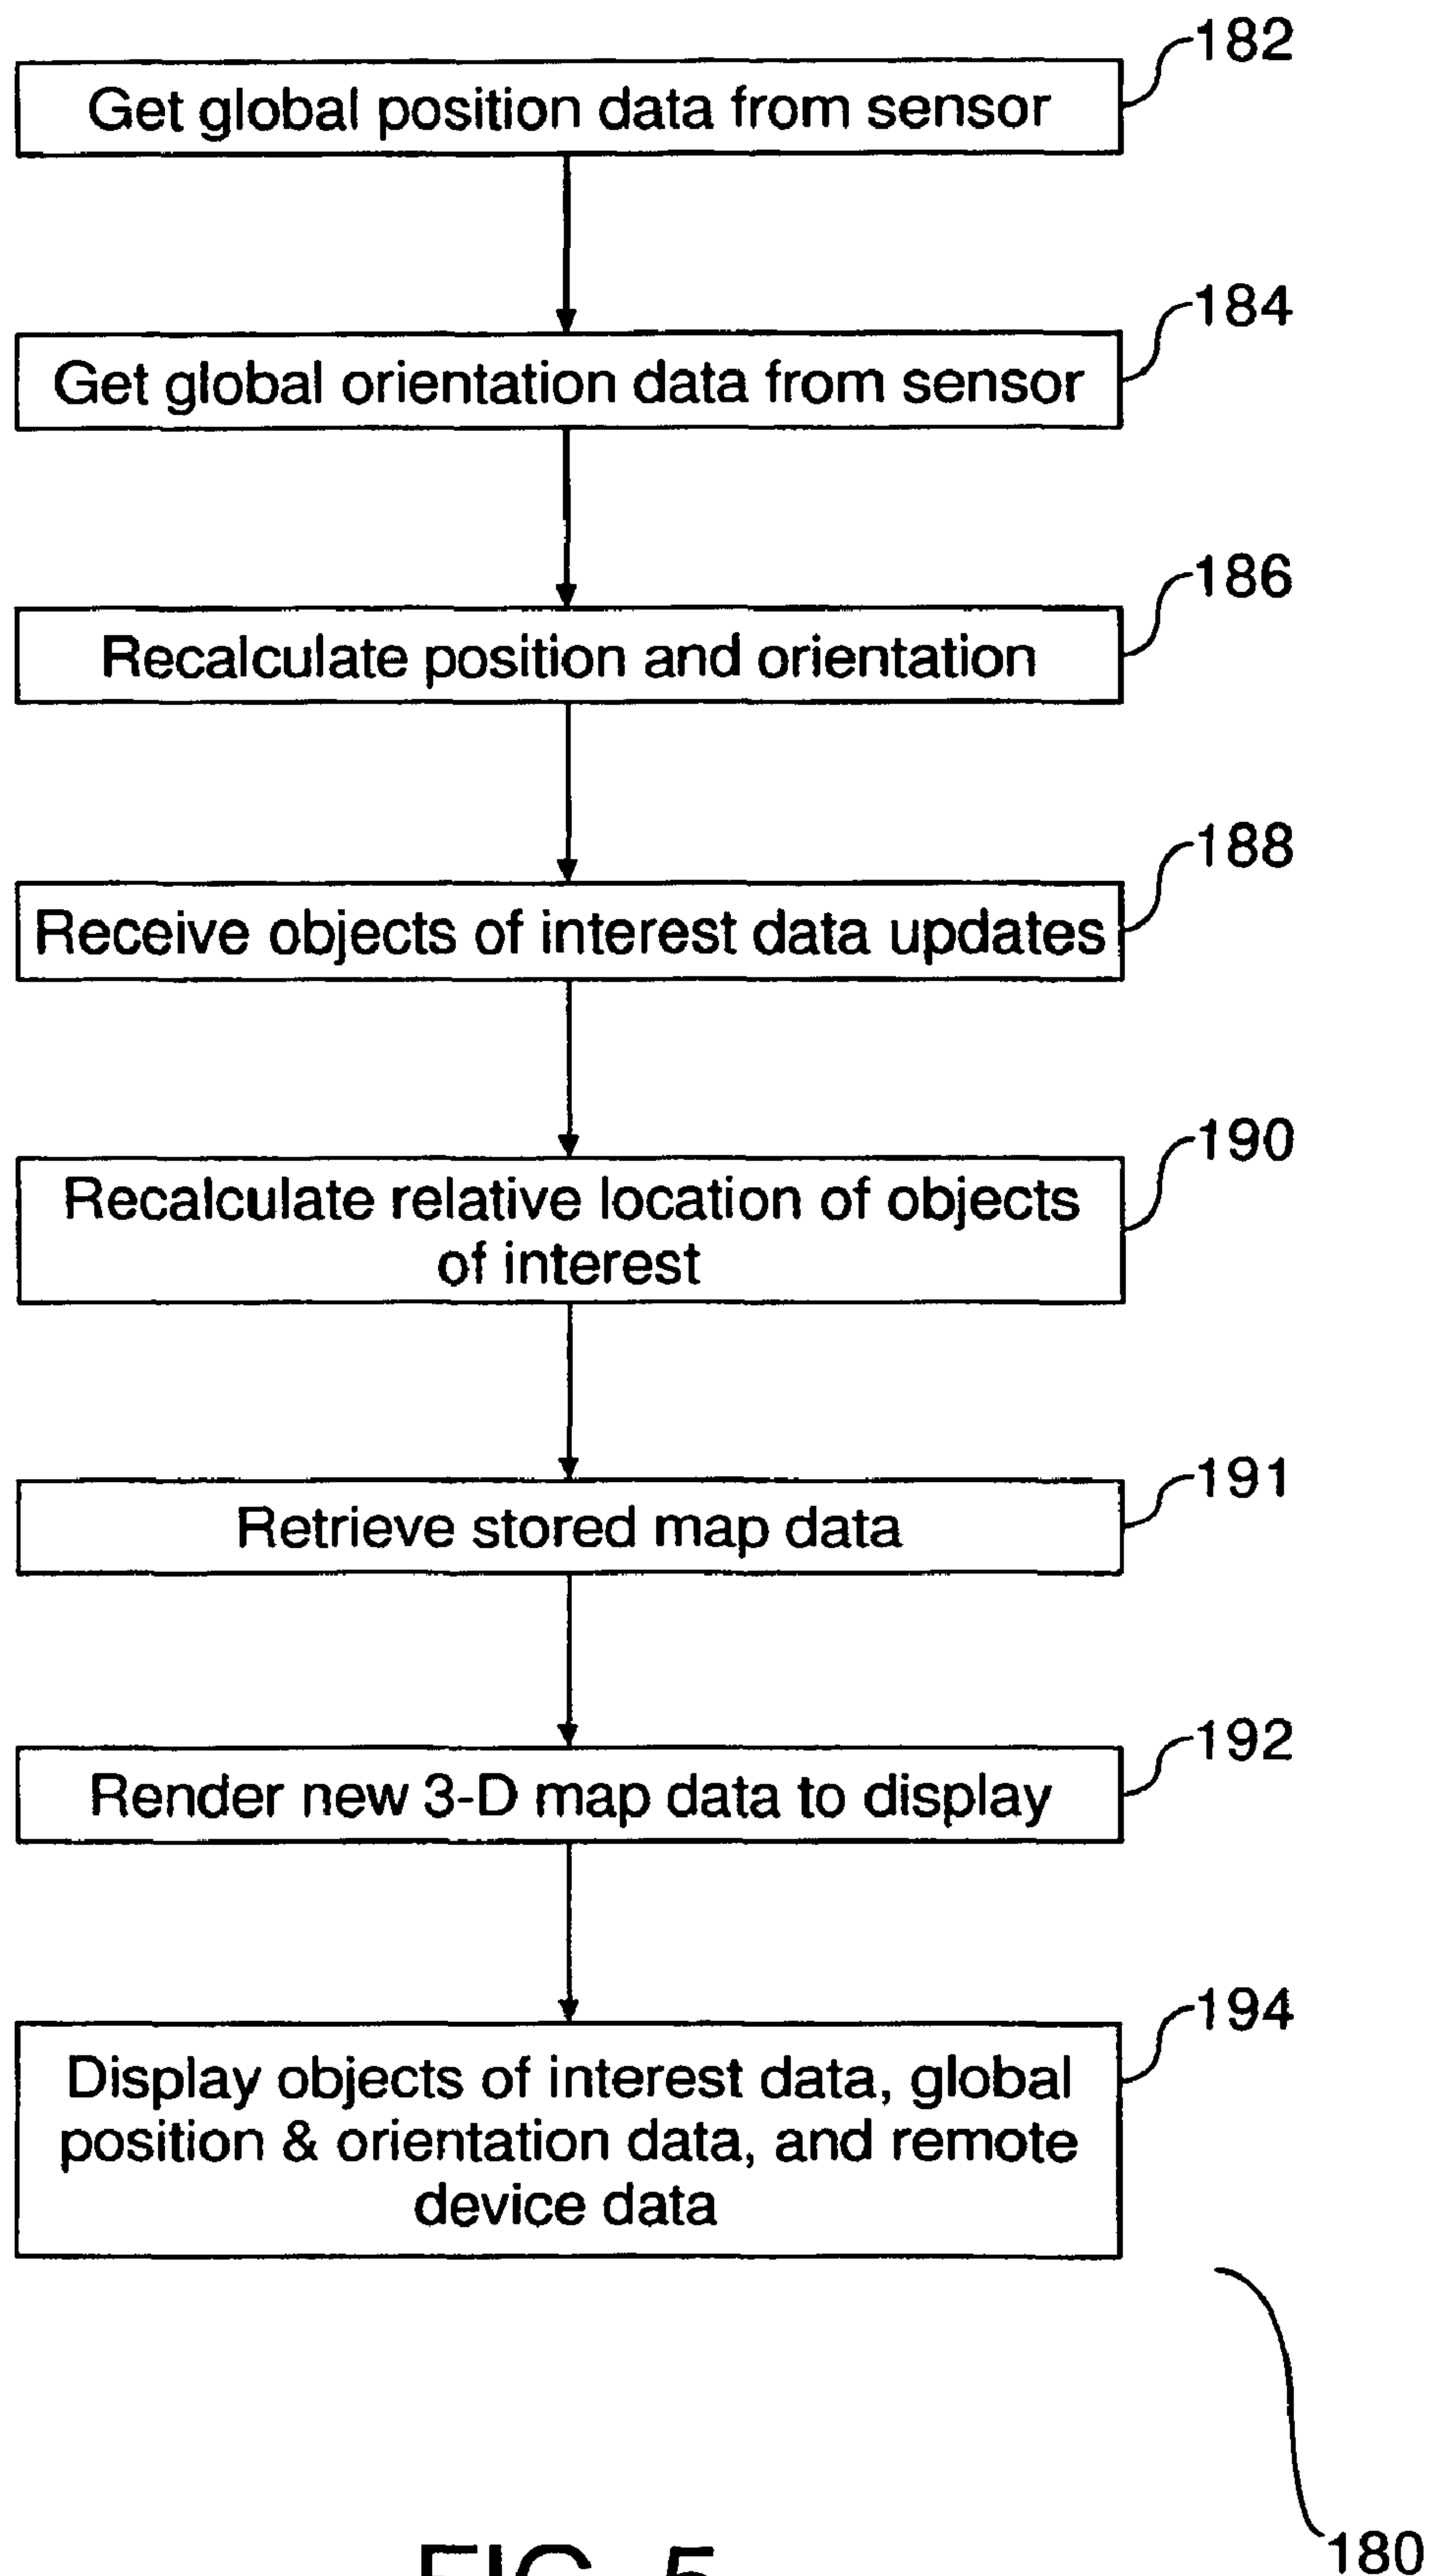 182
Get global position data from sensor
184
Get global orientation data from sensor
186
Recalculate position and orientation
188
Receive objects of interest data updates
190
Recalculate relative location of objects
of interest
191
Retrieve stored map data
192
Render new 3-D map data to display
194
Display objects of interest data, global
position & orientation data, and remote
device data
180
FIG. 5